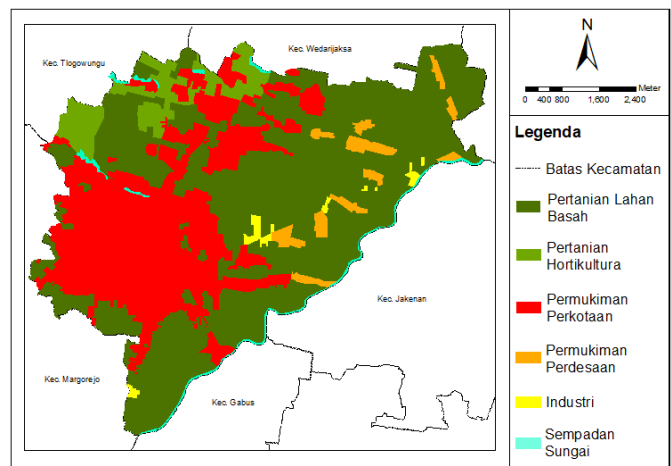 Kec. Tlogowungu
Kec. Wedarijaksa
Kec. Jakenan
Kec. Margorejo
Kec. Gabus
N
Meter
0 400 800 1,600 2,400
Legenda
Batas Kecamatan
Pertanian Lahan
Basah
Pertanian
Hortikultura
Permukiman
Perkotaan
Permukiman
Perdesaan
Industri
Sempadan
Sungai